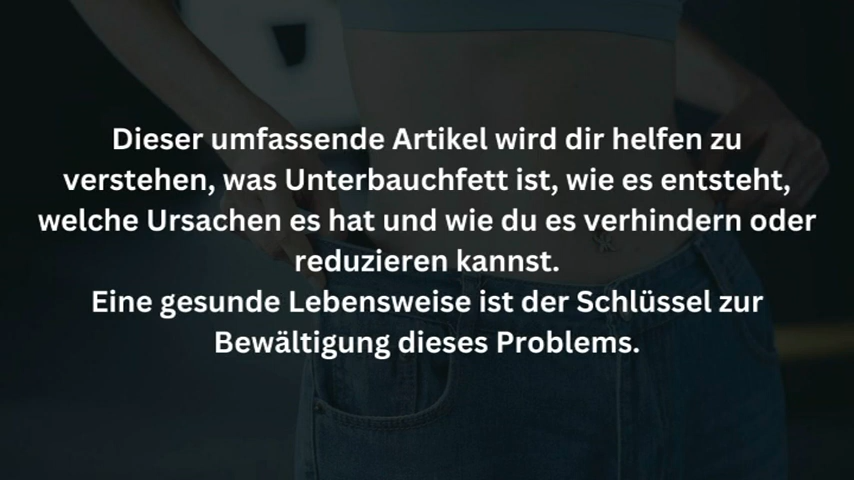 Dieser umfassende Artikel wird dir helfen zu
verstehen, was Unterbauchfett ist, wie es entsteht,
welche Ursachen es hat und wie du es verhindern oder
reduzieren kannst.
Eine gesunde Lebensweise ist der Schlüssel zur
Bewältigung dieses Problems.